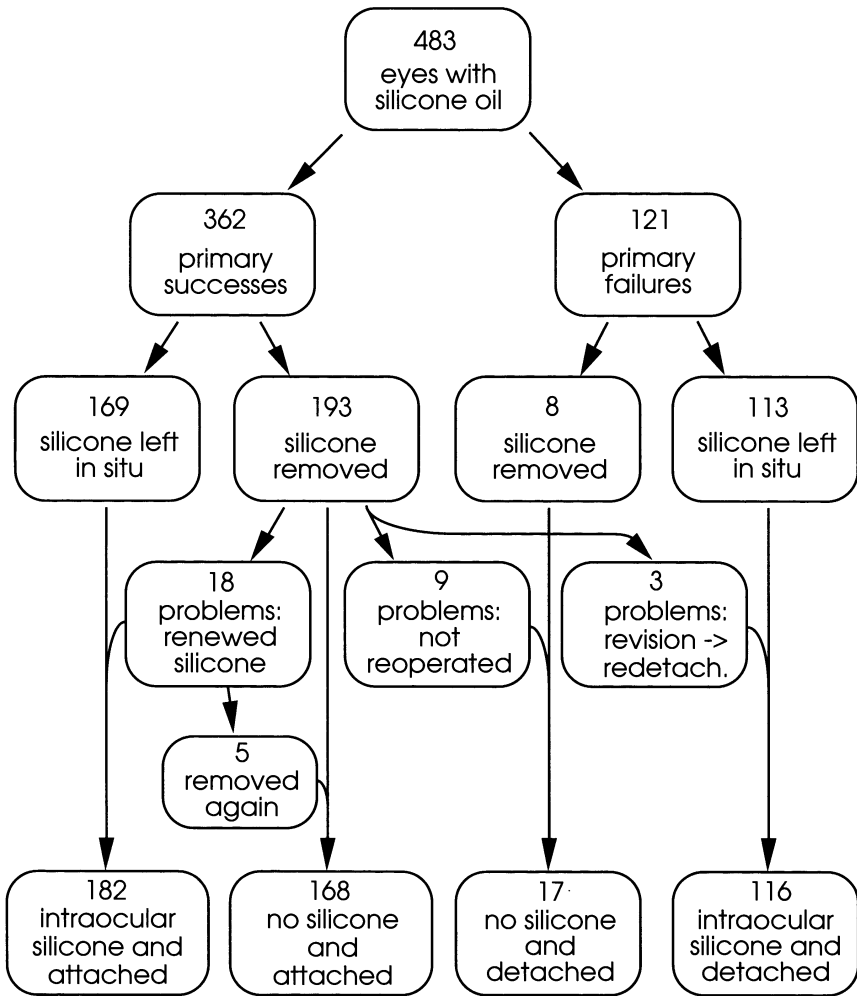 483
eyes with
silicone oil
362
primary
successes
121
primary
failures
169
silicone left
in situ
193
silicone
removed
8
silicone
removed
113
silicone left
in situ
18
problems:
renewed
silicone
9
problems:
not
reoperated
3
problems:
revision ->
redetach.
5
removed
again
182
intraocular
silicone and
attached
168
no silicone
and
attached
17
no silicone
and
detached
116
intraocular
silicone and
detached